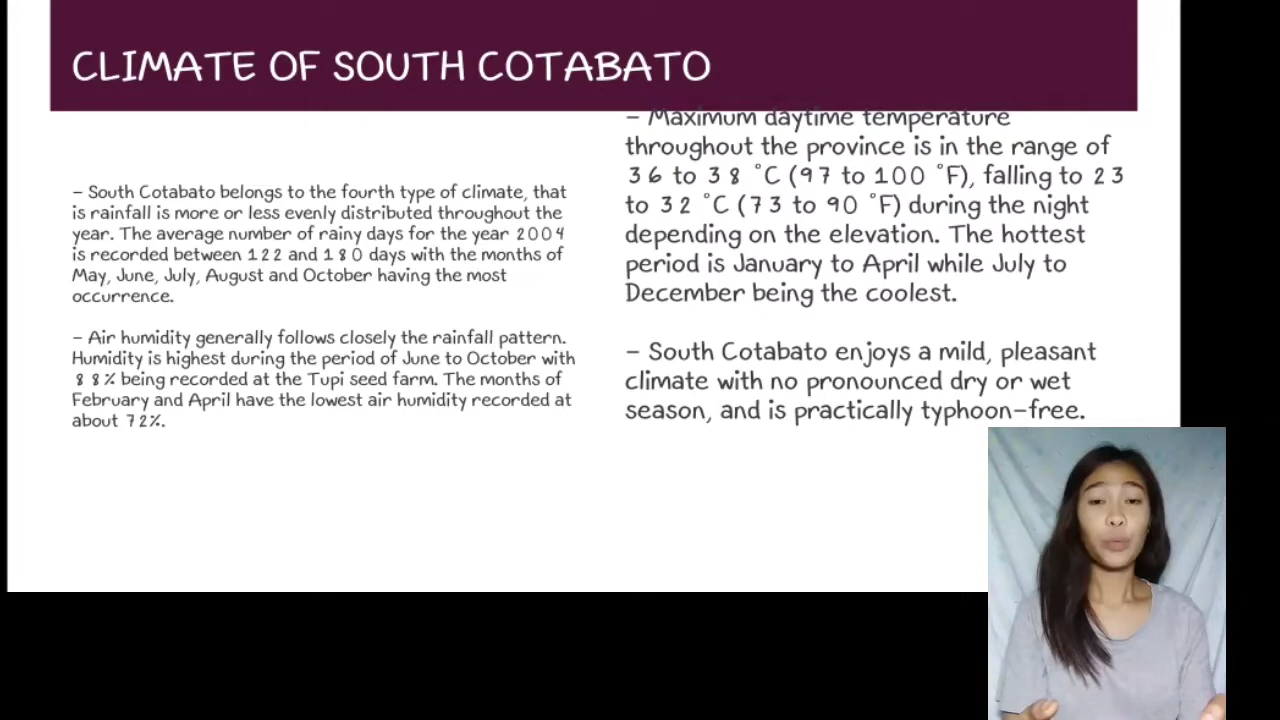 CLIMATE OF SOUTH COTABATO
- South Cotabato belongs to the fourth type of climate, that
is rainfall is more or less evenly distributed throughout the
year. The average number of rainy days for the year 2004
is recorded between 122 and 180 days with the months of
May, June, July, August and October having the most
occurrence.
- Air humidity generally follows closely the rainfall pattern.
Humidity is highest during the period of June to October with
88% being recorded at the Tupi seed farm. The months of
February and April have the lowest air humidity recorded at
about 72%.
- Maximum daytime temperature
throughout the province is in the range of
36 to 38 °C (97 to 100 °F), falling to 23
to 32 °C (73 to 90 °F) during the night
depending on the elevation. The hottest
period is January to April while July to
December being the coolest.
- South Cotabato enjoys a mild, pleasant
climate with no pronounced dry or wet
season, and is practically typhoon-free.